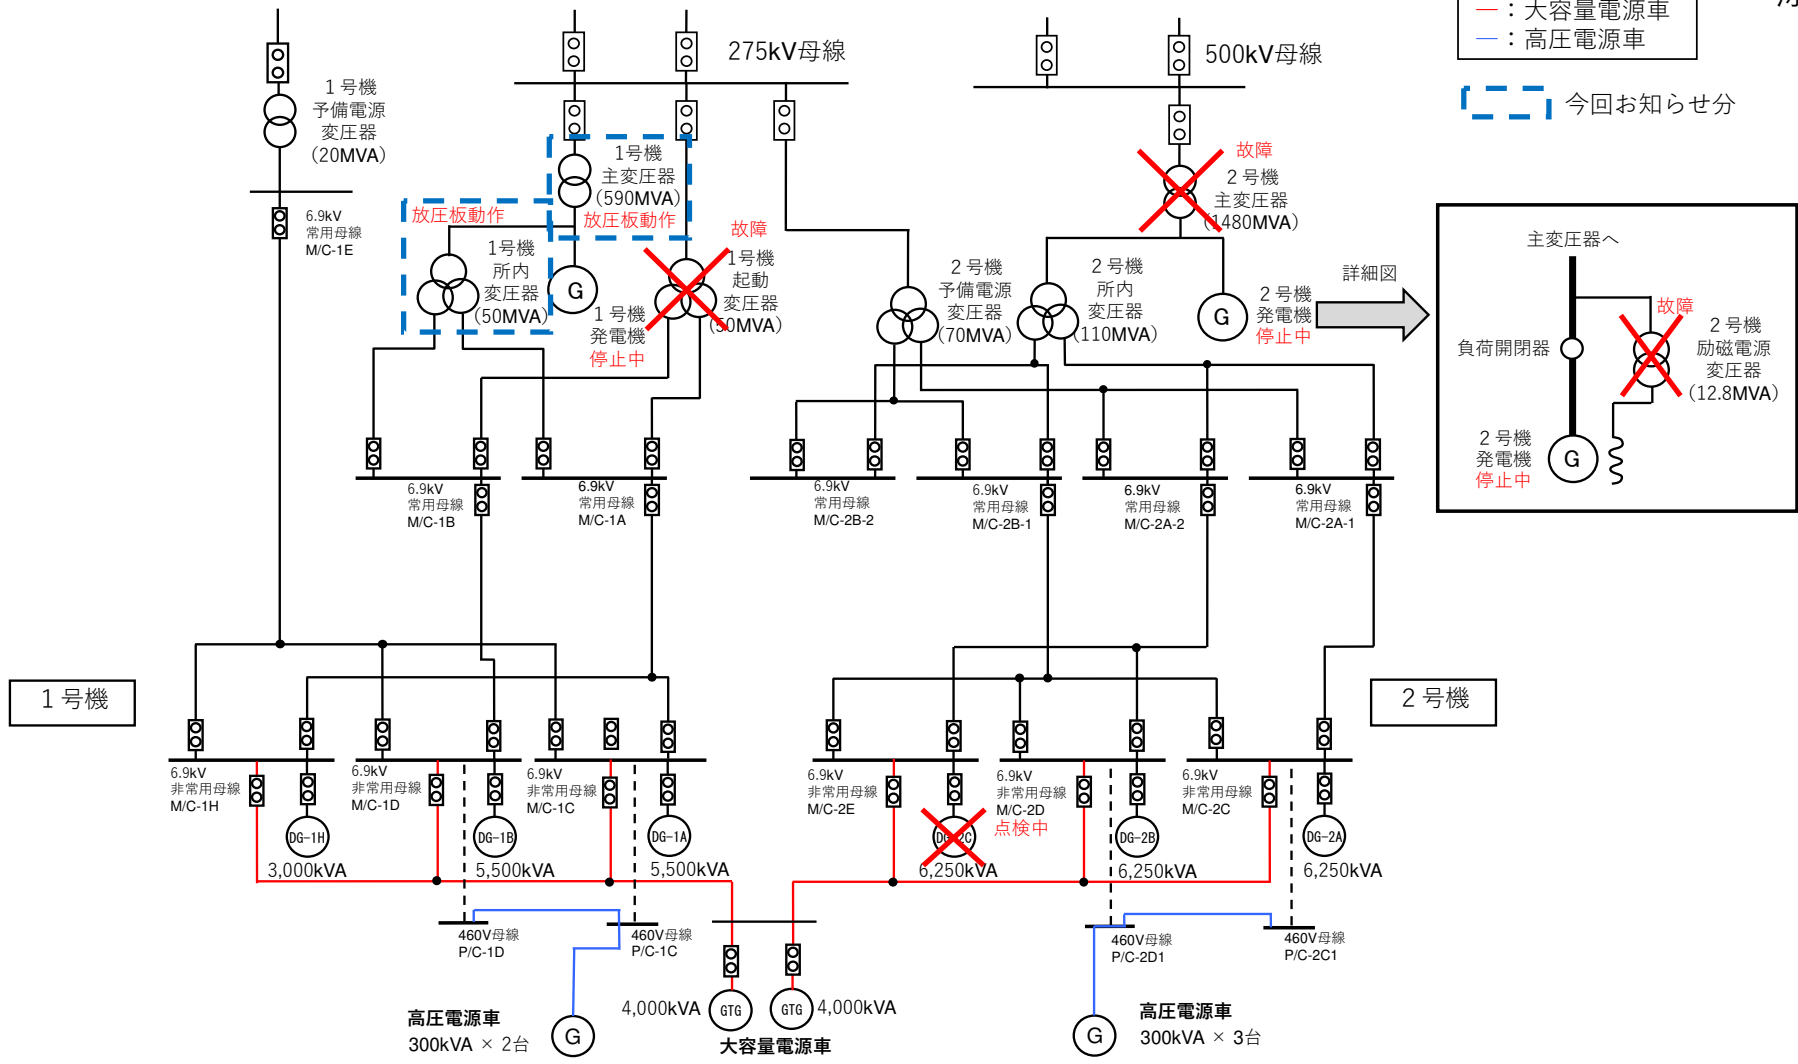 ─：大容量電源車
─：高圧電源車
今回お知らせ分
275kV母線
500kV母線
１号機
予備電源
変圧器
（20MVA）
6.9kV
常用母線
M/C-1E
1号機
主変圧器
（590MVA）
放圧板動作
放圧板動作
1号機
所内
変圧器
（50MVA）
G
１号機
発電機
停止中
故障
1号機
起動
変圧器
（50MVA）
故障
２号機
主変圧器
（1480MVA）
２号機
予備電源
変圧器
（70MVA）
２号機
所内
変圧器
（110MVA）
G
２号機
発電機
停止中
詳細図
主変圧器へ
故障
負荷開閉器
２号機
励磁電源
変圧器
（12.8MVA）
２号機
発電機
停止中
G
6.9kV
常用母線
M/C-1B
6.9kV
常用母線
M/C-1A
6.9kV
常用母線
M/C-2B-2
6.9kV
常用母線
M/C-2B-1
6.9kV
常用母線
M/C-2A-2
6.9kV
常用母線
M/C-2A-1
１号機
２号機
6.9kV
非常用母線
M/C-1H
6.9kV
非常用母線
M/C-1D
6.9kV
非常用母線
M/C-1C
6.9kV
非常用母線
M/C-2E
6.9kV
非常用母線
M/C-2D
点検中
6.9kV
非常用母線
M/C-2C
DG-1H
3,000kVA
DG-1B
5,500kVA
DG-1A
5,500kVA
DG-2C
6,250kVA
DG-2B
6,250kVA
DG-2A
6,250kVA
460V母線
P/C-1D
460V母線
P/C-1C
460V母線
P/C-2D1
460V母線
P/C-2C1
高圧電源車
300kVA × 2台
G
4,000kVA
GTG
GTG
4,000kVA
大容量電源車
G
高圧電源車
300kVA × 3台